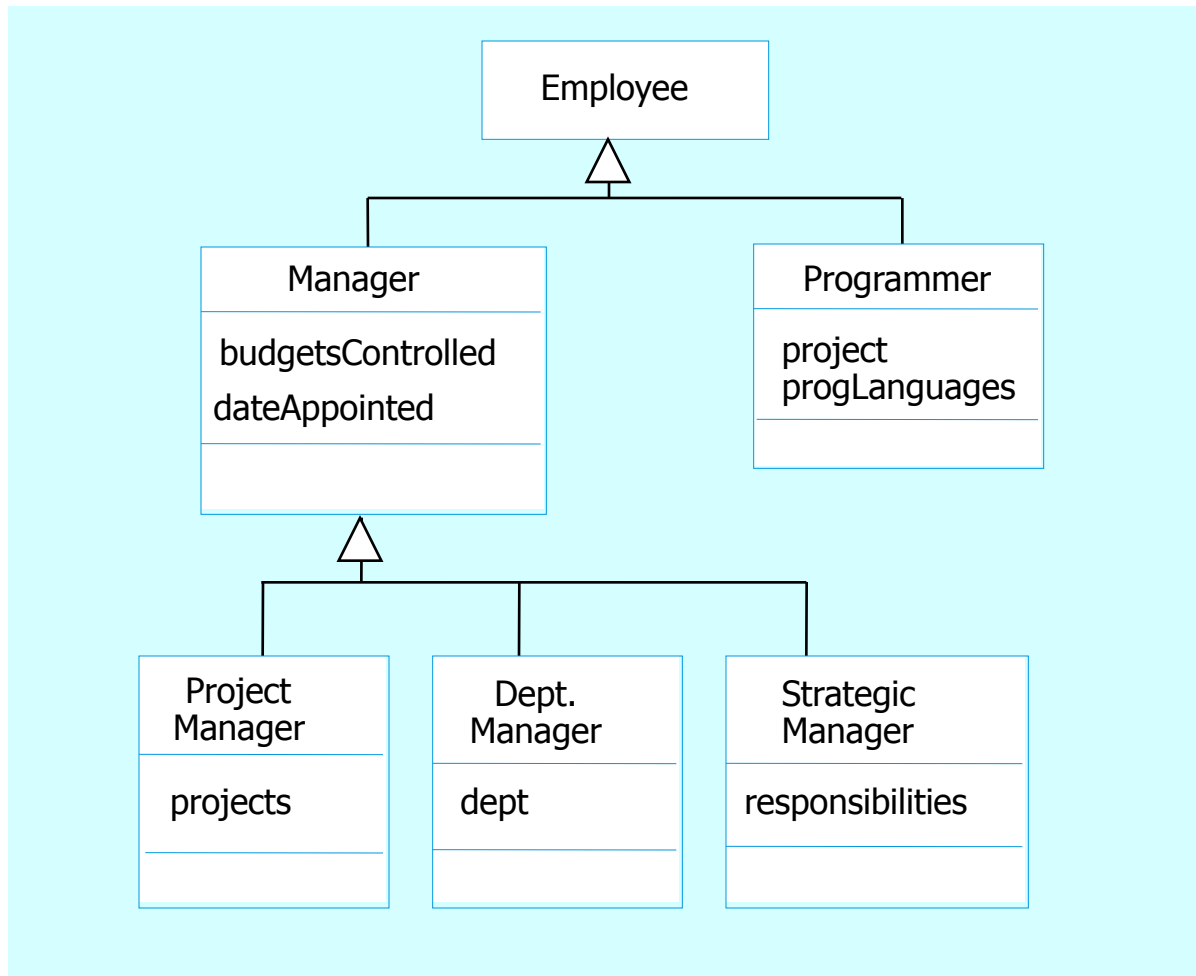 Employee
Manager
budgetsControlled
dateAppointed
Programmer
project
progLanguages
Project
Manager
projects
Dept.
Manager
dept
Strategic
Manager
responsibilities